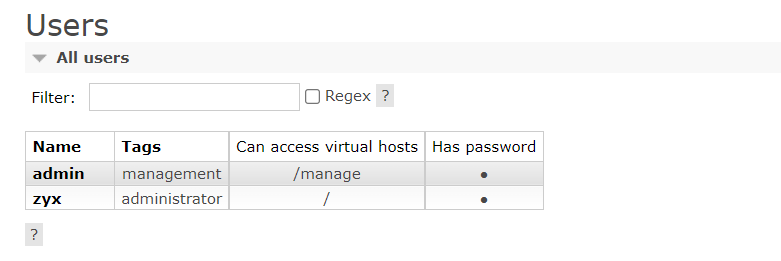 Users
All users
Filter: Regex ?
Name Tags Can access virtual hosts Has password
admin management /manage ●
zyx administrator / ●
?